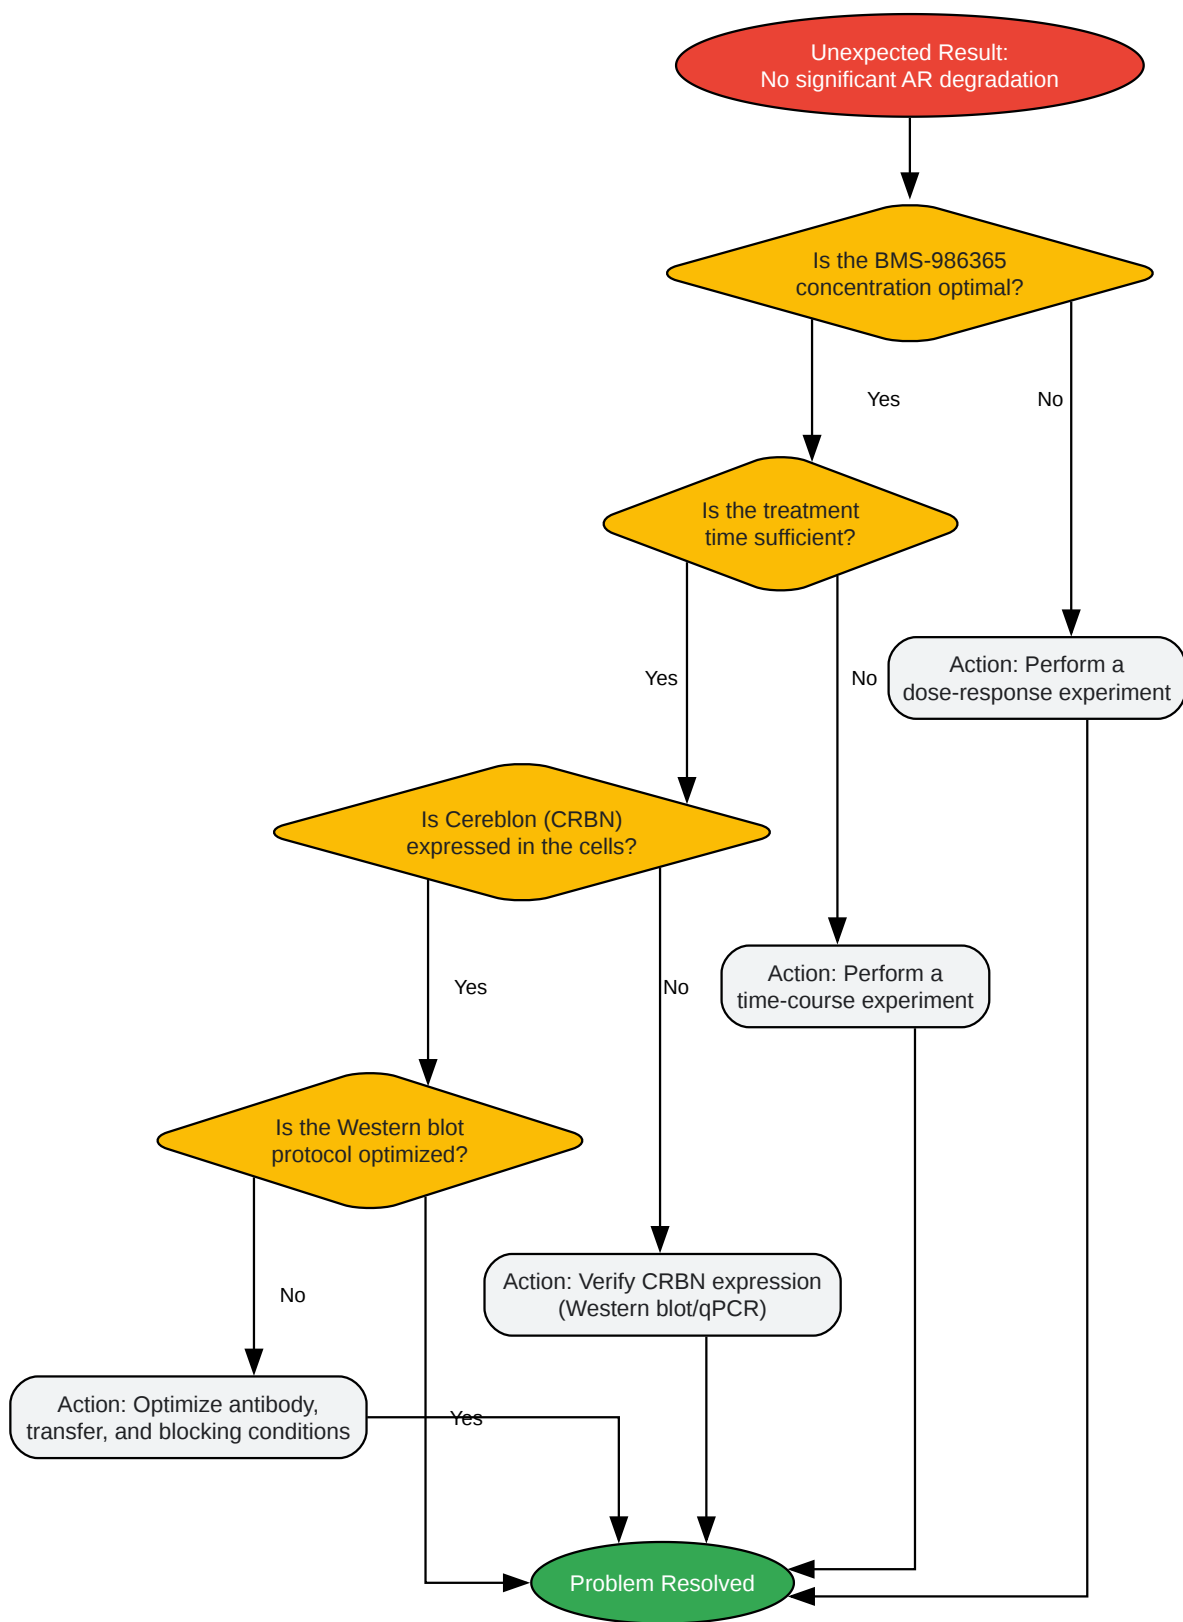 Unexpected Result:
No significant AR degradation
Is the BMS-986365
concentration optimal?
Yes
No
Is the treatment
time sufficient?
Yes
No
Action: Perform a
dose-response experiment
Is Cereblon (CRBN)
expressed in the cells?
Yes
No
Action: Perform a
time-course experiment
Is the Western blot
protocol optimized?
No
Action: Verify CRBN expression
(Western blot/qPCR)
Action: Optimize antibody,
transfer, and blocking conditions
Yes
Problem Resolved